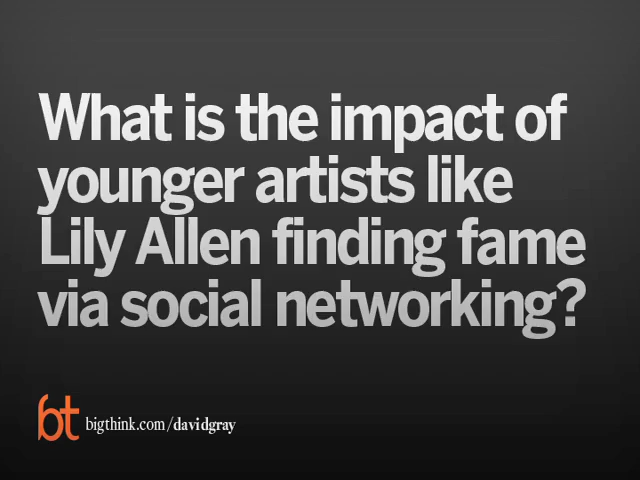 What is the impact of
younger artists like
Lily Allen finding fame
via social networking?
bt bigthink.com/davidgray